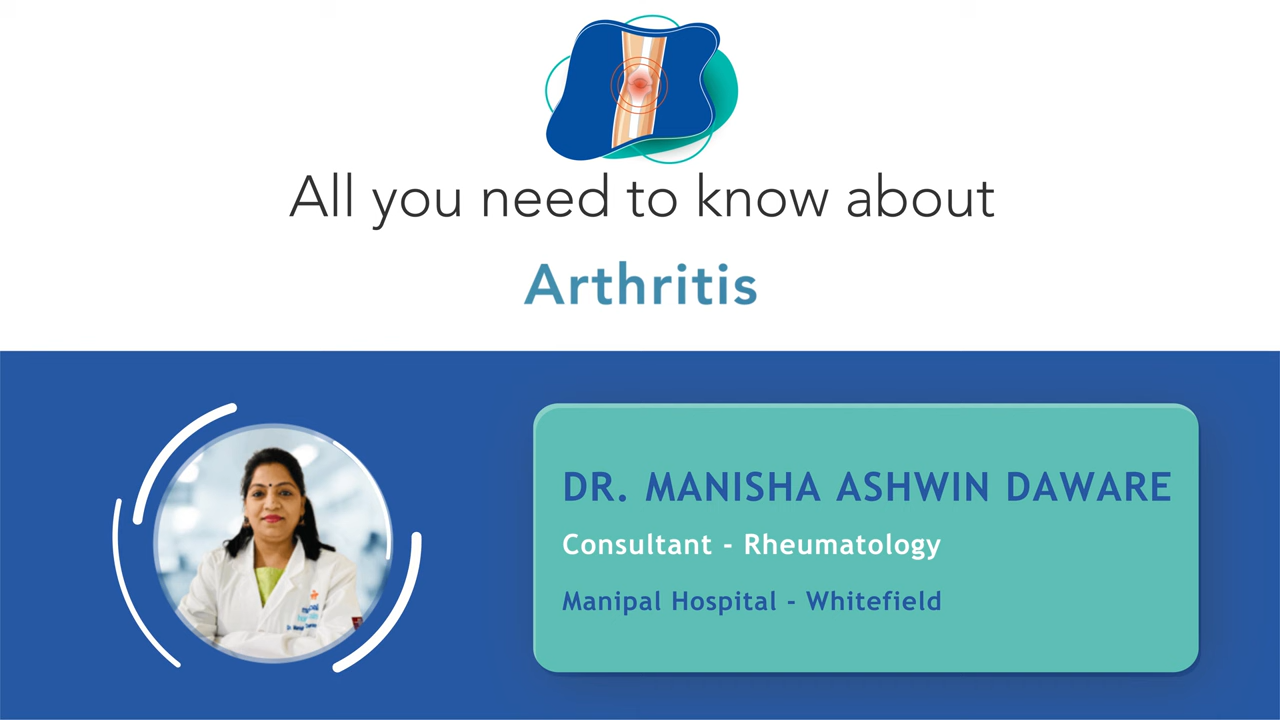 All you need to know about
Arthritis
DR. MANISHA ASHWIN DAWARE
Consultant - Rheumatology
Manipal Hospital - Whitefield